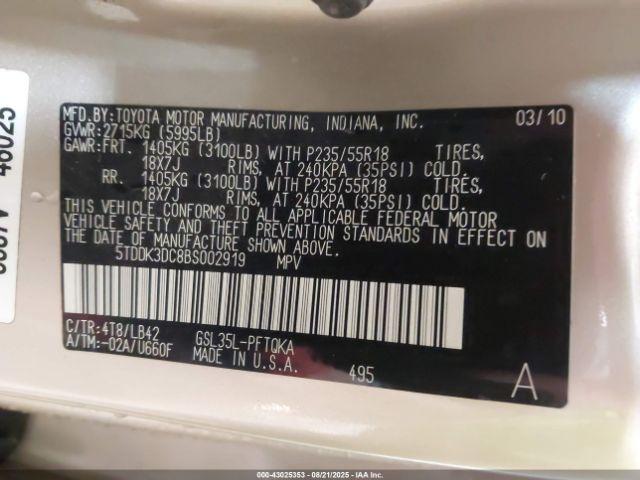 MFD.BY:TOYOTA MOTOR MANUFACTURING, INDIANA, INC. 03/10
GVWR:2715KG (5995LB)
GAWR:FRT. 1405KG (3100LB) WITH P235/55R18 TIRES,
18X7J RIMS, AT 240KPA (35PSI) COLD.
RR. 1405KG (3100LB) WITH P235/55R18 TIRES,
18X7J RIMS, AT 240KPA (35PSI) COLD.
THIS VEHICLE CONFORMS TO ALL APPLICABLE FEDERAL MOTOR
VEHICLE SAFETY AND THEFT PREVENTION STANDARDS IN EFFECT ON
THE DATE OF MANUFACTURE SHOWN ABOVE.
5TDDK3DC8BS002919 MPV
C/TR:4T8/LB42 GSL35L-PFTQKA
A/TM:-02A/U660F MADE IN U.S.A.
495 A
000-43025353 - 08/21/2025 - IAAI.COM